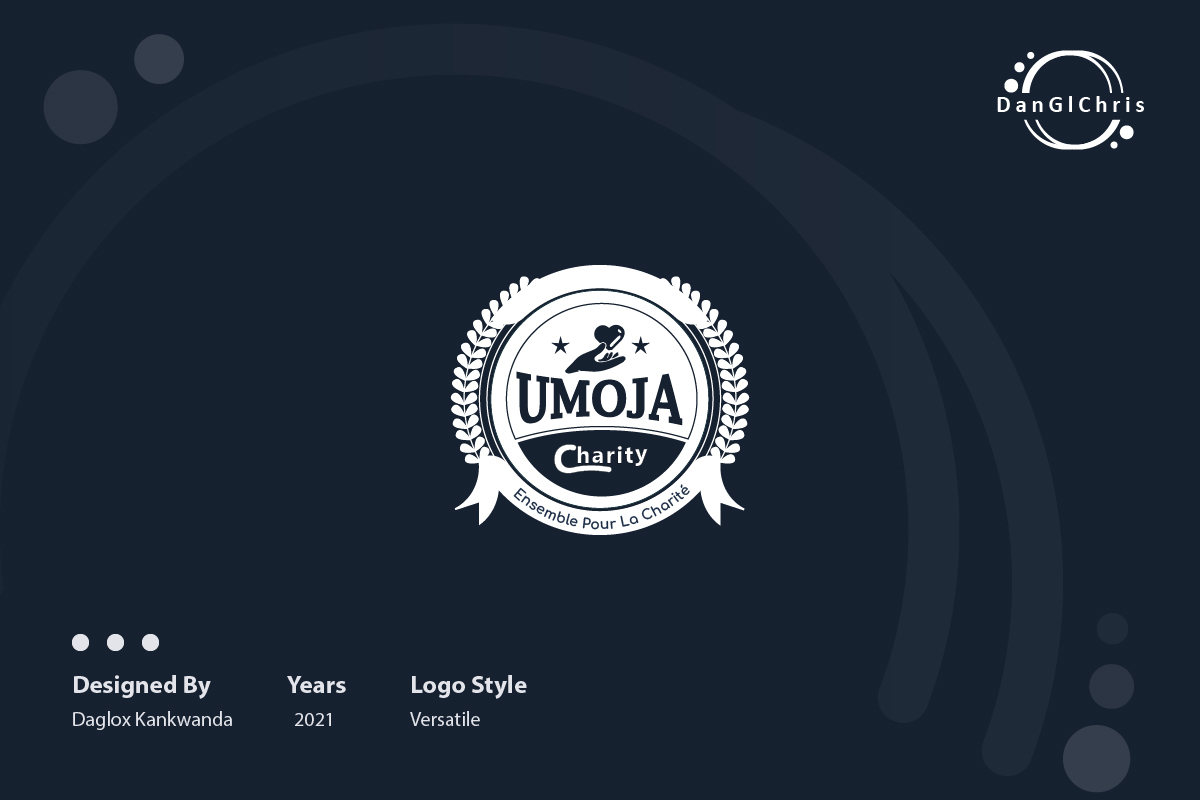 DanGlChris
UMOJA
Charity
Ensemble Pour La Charité
Designed By
Years
Logo Style
Daglox Kankwanda
2021
Versatile